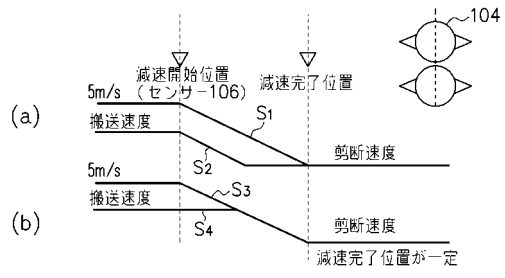 104
減速開始位置
(センサー106)
減速完了位置
5m/s
S1
(a)
搬送速度
S2
剪断速度
5m/s
S3
搬送速度
S4
(b)
剪断速度
減速完了位置が一定